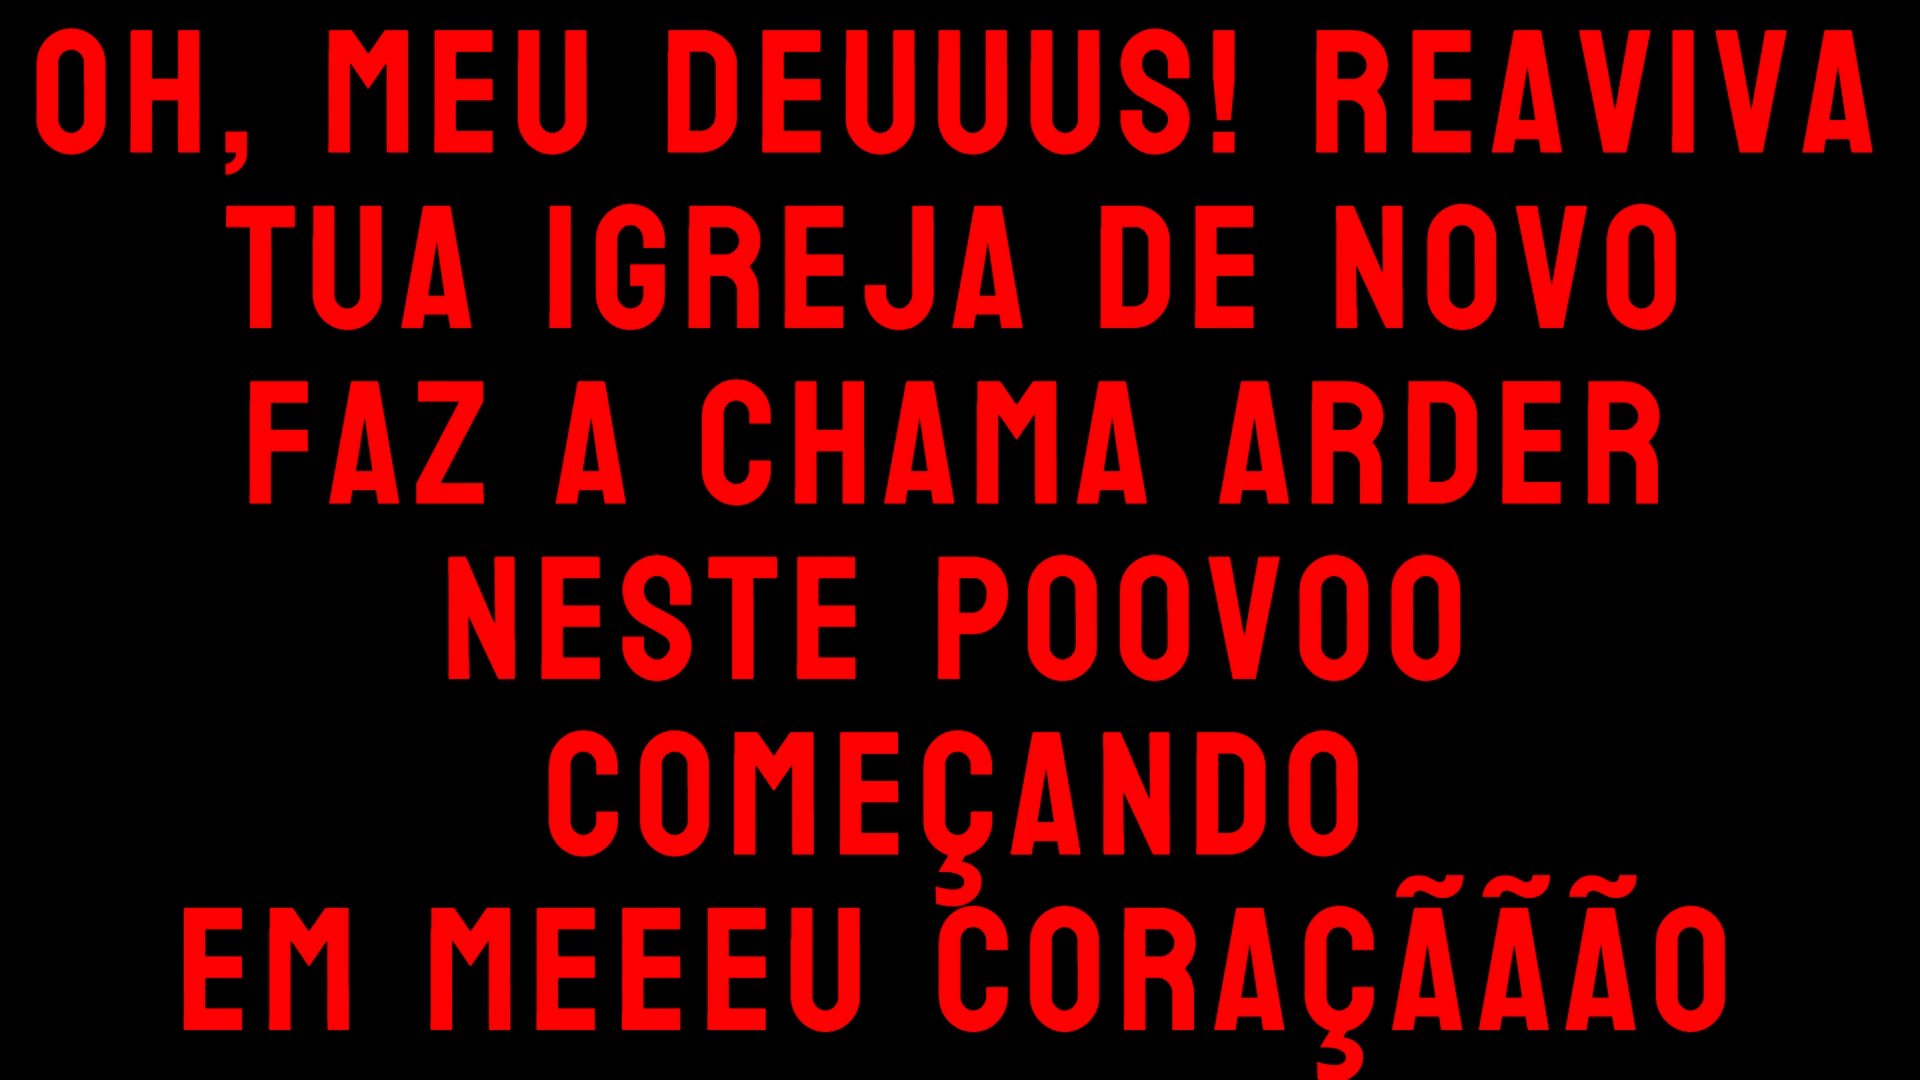 OH, MEU DEUUUS! REAVIVA
TUA IGREJA DE NOVO
FAZ A CHAMA ARDER
NESTE POOVOO
COMEÇANDO
EM MEEEU CORAÇÃÃÃO